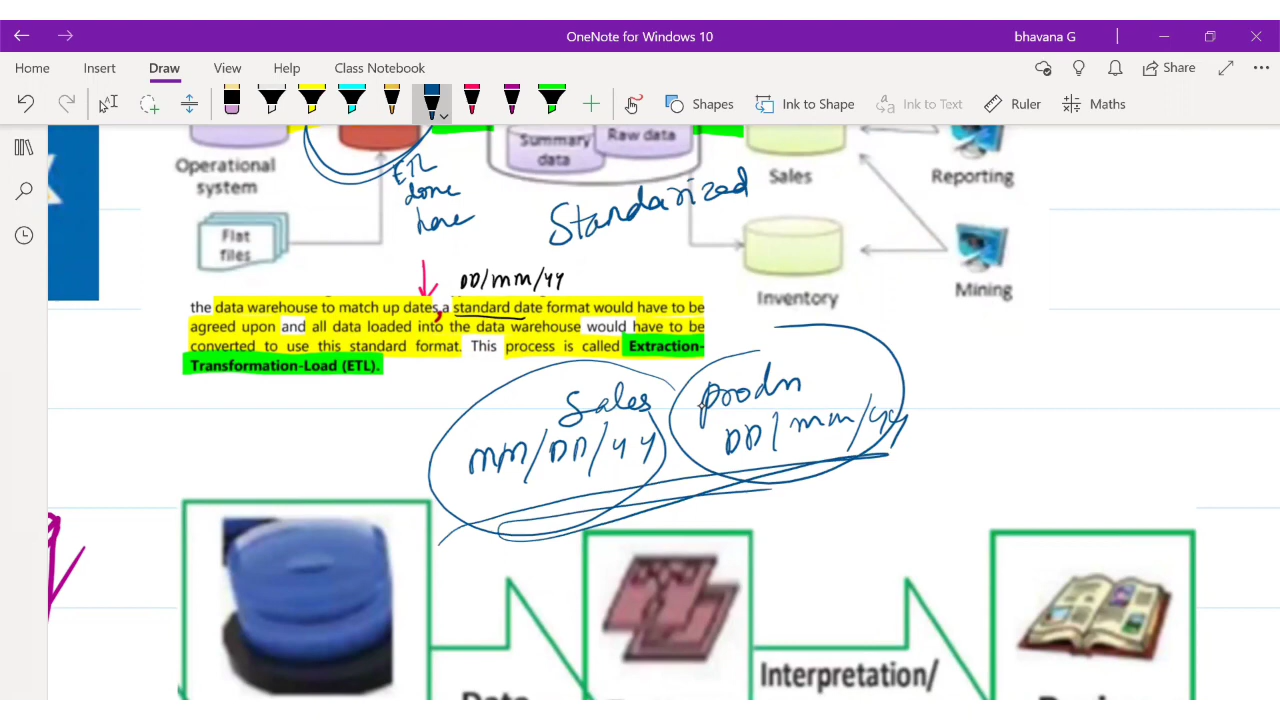 OneNote for Windows 10
bhavana G
Home Insert Draw View Help Class Notebook
Share
Shapes Ink to Shape Ink to Text Ruler Maths
Operational
system
Summary
data
Raw data
Sales
Reporting
ETL
done
here
Standarized
Flat
files
Inventory
Mining
DD/mm/yy
the data warehouse to match up dates, a standard date format would have to be
agreed upon and all data loaded into the data warehouse would have to be
converted to use this standard format. This process is called Extraction-
Transformation-Load (ETL).
Sales
MM/DD/YY
prodn
DD/mm/yy
Interpretation/